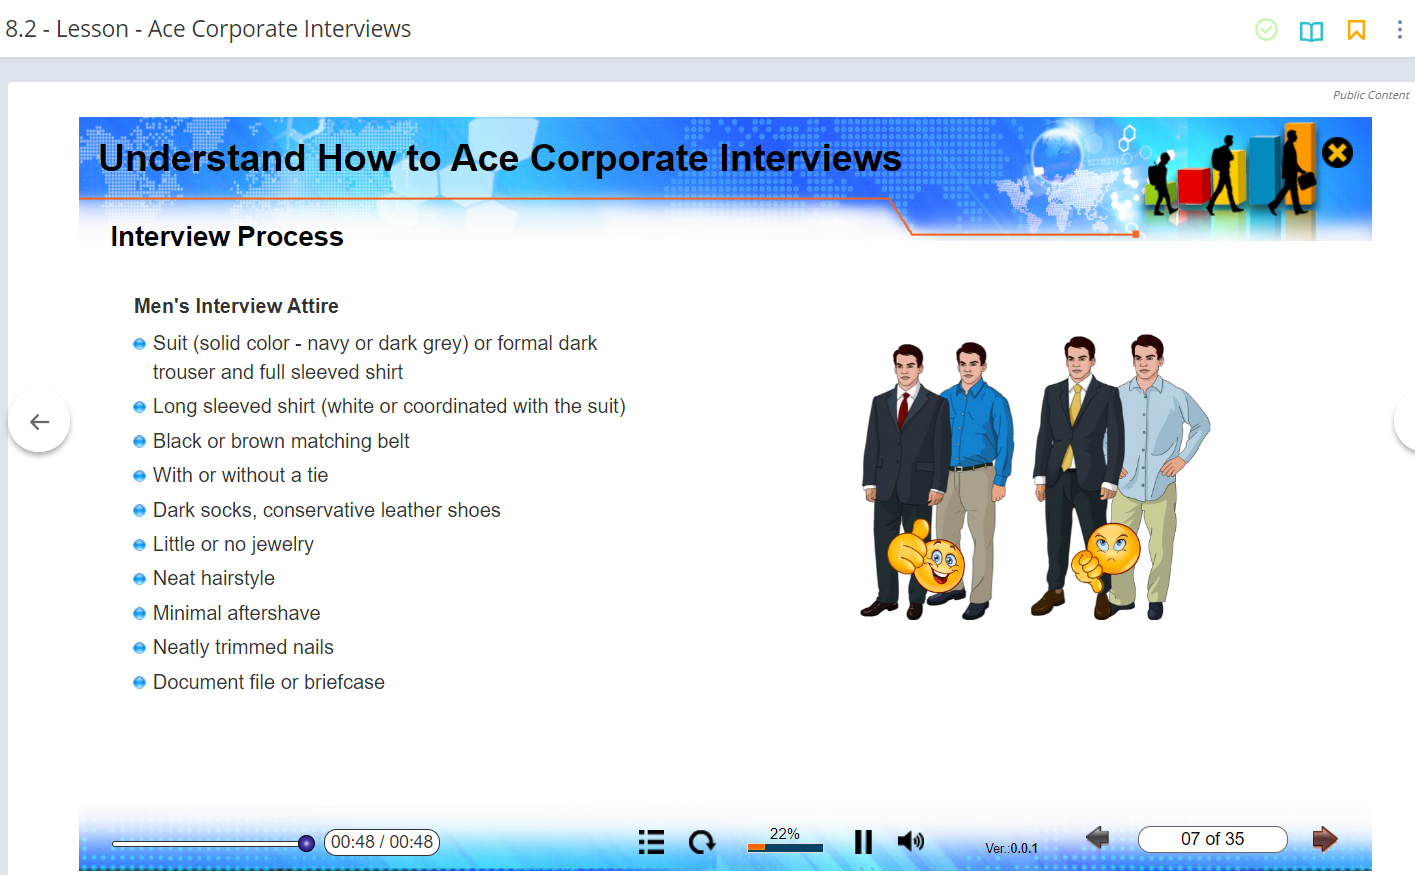 8.2 - Lesson - Ace Corporate Interviews
Public Content
Understand How to Ace Corporate Interviews
Interview Process
Men's Interview Attire
Suit (solid color - navy or dark grey) or formal dark
trouser and full sleeved shirt
Long sleeved shirt (white or coordinated with the suit)
Black or brown matching belt
With or without a tie
Dark socks, conservative leather shoes
Little or no jewelry
Neat hairstyle
Minimal aftershave
Neatly trimmed nails
Document file or briefcase
00:48 / 00:48
22%
Ver.:0.0.1
07 of 35